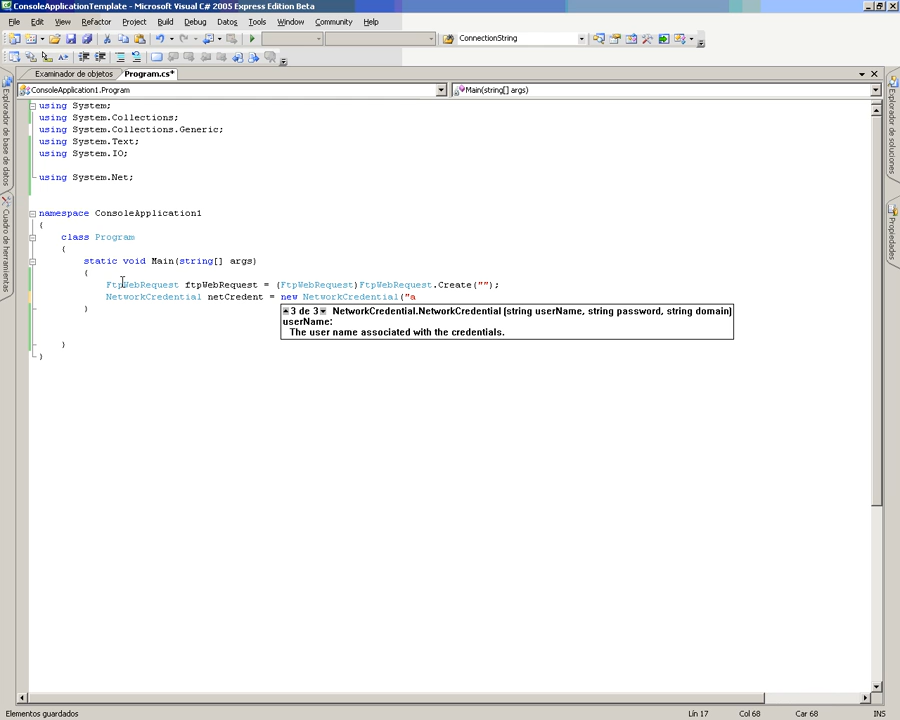 ConsoleApplicationTemplate - Microsoft Visual C# 2005 Express Edition Beta
File Edit View Refactor Project Build Debug Datos Tools Window Community Help
ConnectionString
Examinador de objetos Program.cs*
ConsoleApplication1.Program Main(string[] args)
Explorador de base de datos
Cuadro de herramientas
using System;
using System.Collections;
using System.Collections.Generic;
using System.Text;
using System.IO;
using System.Net;
namespace ConsoleApplication1
{
class Program
{
static void Main(string[] args)
{
FtpWebRequest ftpWebRequest = (FtpWebRequest)FtpWebRequest.Create("");
NetworkCredential netCredent = new NetworkCredential("a
}
3 de 3 NetworkCredential.NetworkCredential (string userName, string password, string domain)
userName:
The user name associated with the credentials.
}
}
Explorador de soluciones
Propiedades
Elementos guardados Lín 17 Col 68 Car 68 INS